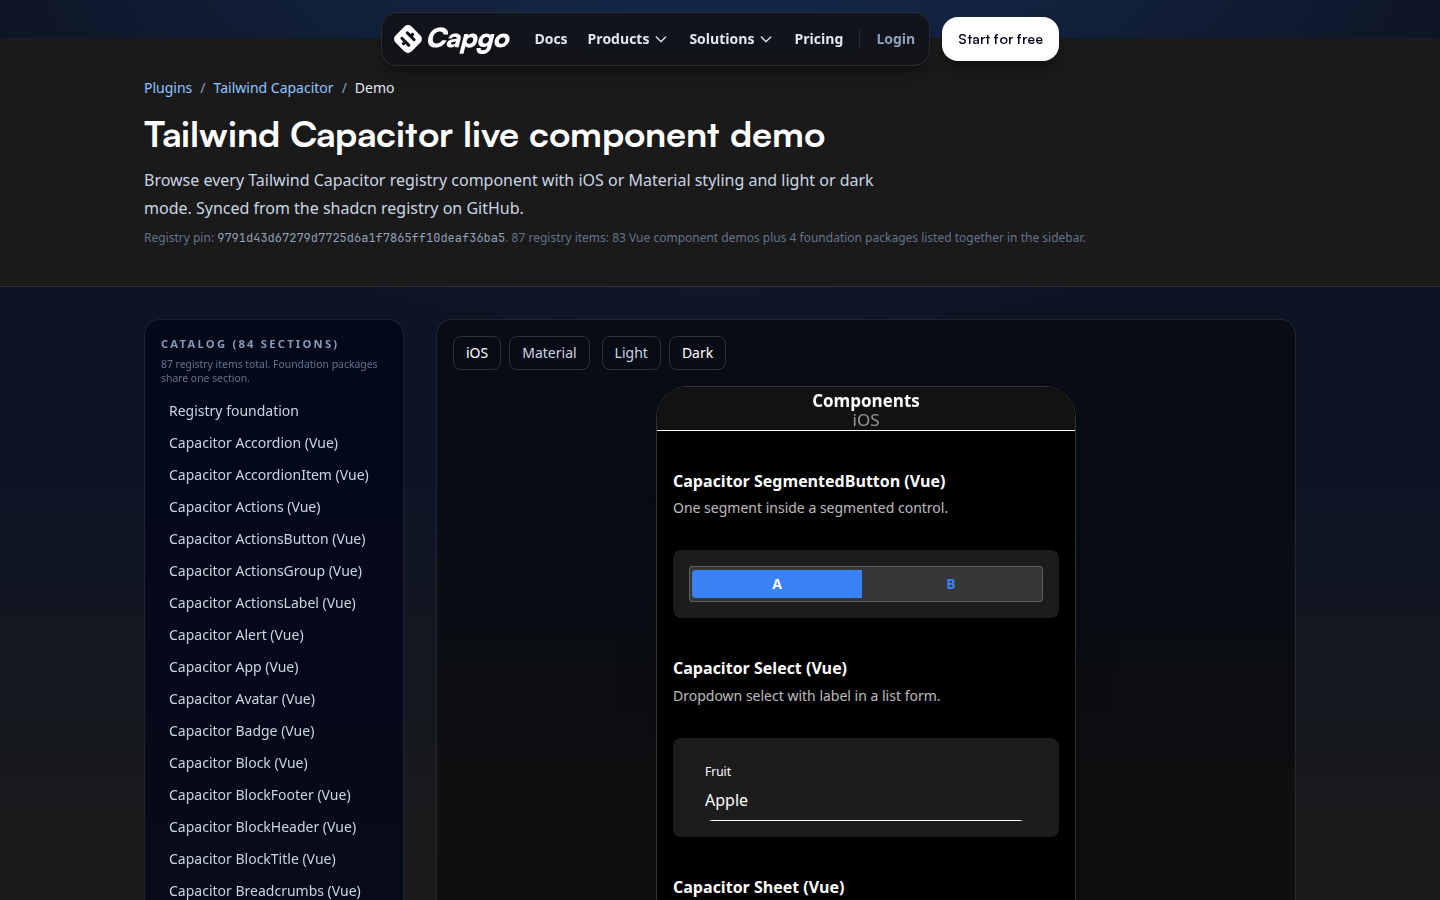 Capgo
Docs
Products
Solutions
Pricing
Login
Start for free
Plugins / Tailwind Capacitor / Demo
Tailwind Capacitor live component demo
Browse every Tailwind Capacitor registry component with iOS or Material styling and light or dark
mode. Synced from the shadcn registry on GitHub.
Registry pin: 9791d43d67279d7725d6a1f7865ff10deaf36ba5. 87 registry items: 83 Vue component demos plus 4 foundation packages listed together in the sidebar.
CATALOG (84 SECTIONS)
87 registry items total. Foundation packages
share one section.
Registry foundation
Capacitor Accordion (Vue)
Capacitor AccordionItem (Vue)
Capacitor Actions (Vue)
Capacitor ActionsButton (Vue)
Capacitor ActionsGroup (Vue)
Capacitor ActionsLabel (Vue)
Capacitor Alert (Vue)
Capacitor App (Vue)
Capacitor Avatar (Vue)
Capacitor Badge (Vue)
Capacitor Block (Vue)
Capacitor BlockFooter (Vue)
Capacitor BlockHeader (Vue)
Capacitor BlockTitle (Vue)
Capacitor Breadcrumbs (Vue)
iOS
Material
Light
Dark
Components
iOS
Capacitor SegmentedButton (Vue)
One segment inside a segmented control.
A
B
Capacitor Select (Vue)
Dropdown select with label in a list form.
Fruit
Apple
Capacitor Sheet (Vue)